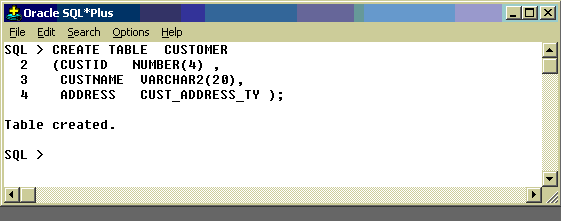 Oracle SQL*Plus
File Edit Search Options Help
SQL > CREATE TABLE CUSTOMER
2 (CUSTID NUMBER(4) ,
3 CUSTNAME VARCHAR2(20),
4 ADDRESS CUST_ADDRESS_TY );
Table created.
SQL >